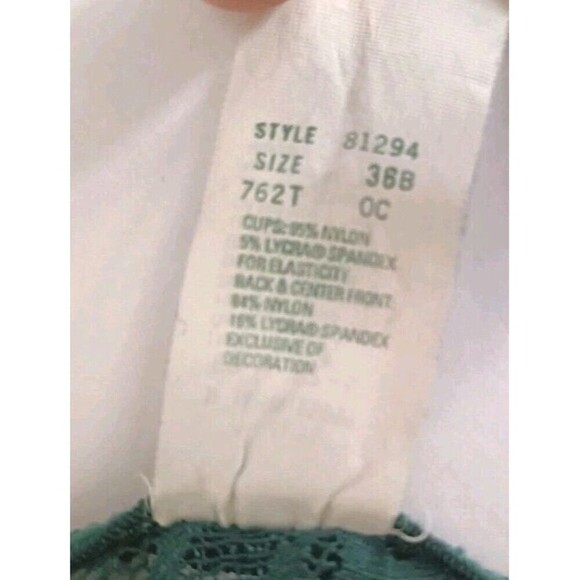 STYLE 81294
SIZE 36B
762T OC
CUPS: 95% NYLON
5% LYCRA® SPANDEX
FOR ELASTICITY
BACK & CENTER FRONT:
84% NYLON
16% LYCRA® SPANDEX
EXCLUSIVE OF
DECORATION